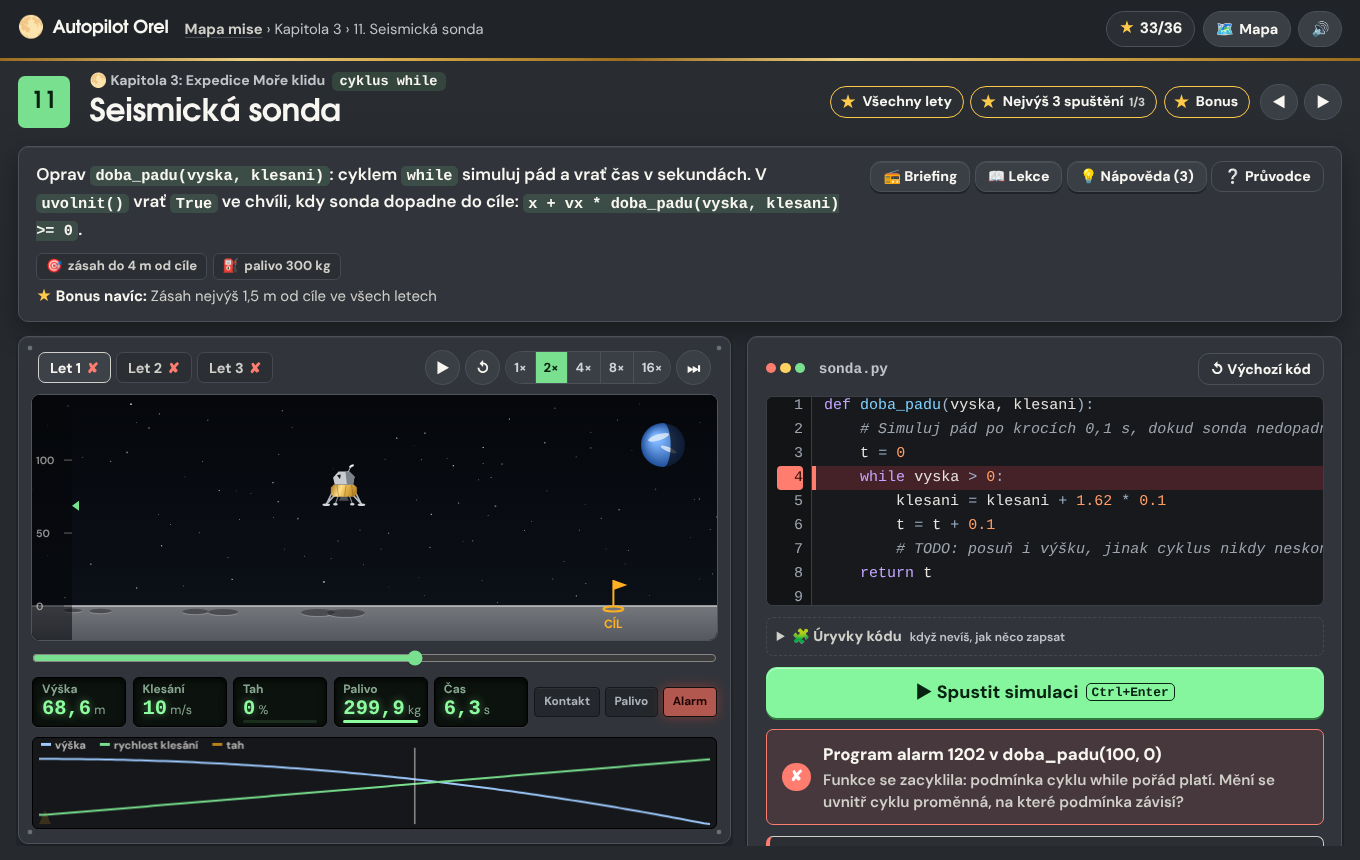 Autopilot Orel Mapa mise › Kapitola 3 › 11. Seismická sonda 33/36 Mapa
11
Kapitola 3: Expedice Moře klidu cyklus while
Seismická sonda
Všechny lety Nejvýš 3 spuštění 1/3 Bonus
Oprav doba_padu(vyska, klesani): cyklem while simuluj pád a vrať čas v sekundách. V
uvolnit() vrať True ve chvíli, kdy sonda dopadne do cíle: x + vx * doba_padu(vyska, klesani)
>= 0.
Briefing Lekce Nápověda (3) ? Průvodce
zásah do 4 m od cíle palivo 300 kg
Bonus navíc: Zásah nejvýš 1,5 m od cíle ve všech letech
Let 1 ✘ Let 2 ✘ Let 3 ✘ 1× 2× 4× 8× 16×
100
50
0
CÍL
Výška Klesání Tah Palivo Čas
68,6 m 10 m/s 0 % 299,9 kg 6,3 s
Kontakt Palivo Alarm
výška rychlost klesání tah
sonda.py Výchozí kód
1 def doba_padu(vyska, klesani):
2 # Simuluj pád po krocích 0,1 s, dokud sonda nedopadn
3 t = 0
4 while vyska > 0:
5 klesani = klesani + 1.62 * 0.1
6 t = t + 0.1
7 # TODO: posuň i výšku, jinak cyklus nikdy neskon
8 return t
9
Úryvky kódu když nevíš, jak něco zapsat
Spustit simulaci Ctrl+Enter
Program alarm 1202 v doba_padu(100, 0)
Funkce se zacyklila: podmínka cyklu while pořád platí. Mění se
uvnitř cyklu proměnná, na které podmínka závisí?